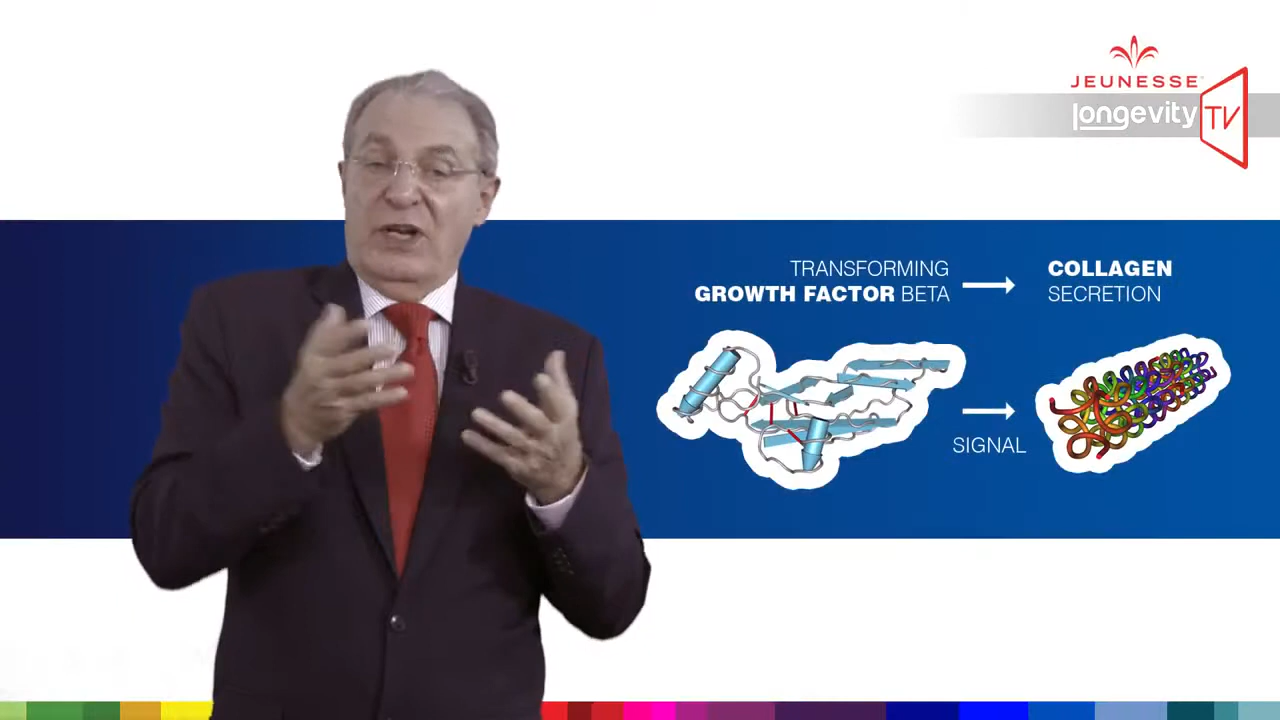 JEUNESSE
longevity TV
TRANSFORMING
GROWTH FACTOR BETA
COLLAGEN
SECRETION
SIGNAL